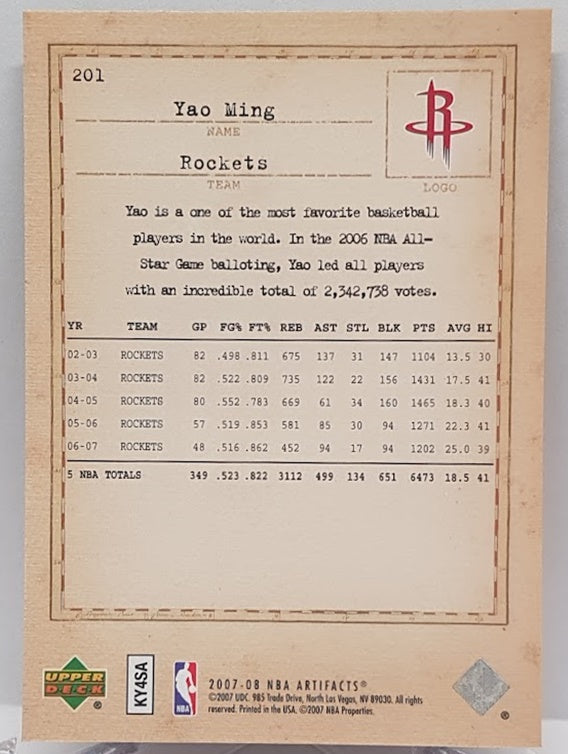 201
Yao Ming
NAME
Rockets
TEAM
R
LOGO
Yao is a one of the most favorite basketball
players in the world. In the 2006 NBA All-
Star Game balloting, Yao led all players
with an incredible total of 2,342,738 votes.
YR TEAM GP FG% FT% REB AST STL BLK PTS AVG HI
02-03 ROCKETS 82 .498 .811 675 137 31 147 1104 13.5 30
03-04 ROCKETS 82 .522 .809 735 122 22 156 1431 17.5 41
04-05 ROCKETS 80 .552 .783 669 61 34 160 1465 18.3 40
05-06 ROCKETS 57 .519 .853 581 85 30 94 1271 22.3 41
06-07 ROCKETS 48 .516 .862 452 94 17 94 1202 25.0 39
5 NBA TOTALS 349 .523 .822 3112 499 134 651 6473 18.5 41
UPPER
DECK
®
KY4SA
NBA
2007-08 NBA ARTIFACTS®
©2007 UDC. 985 Trade Drive, North Las Vegas, NV 89030. All rights
reserved. Printed in the USA. ©2007 NBA Properties.
®